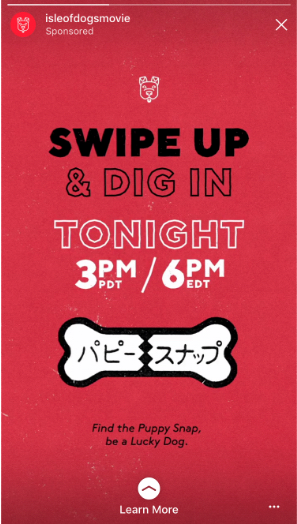 isleofdogsmovie
Sponsored
SWIPE UP
& DIG IN
TONIGHT
3PM PDT / 6PM EDT
パピースナップ
Find the Puppy Snap,
be a Lucky Dog.
Learn More